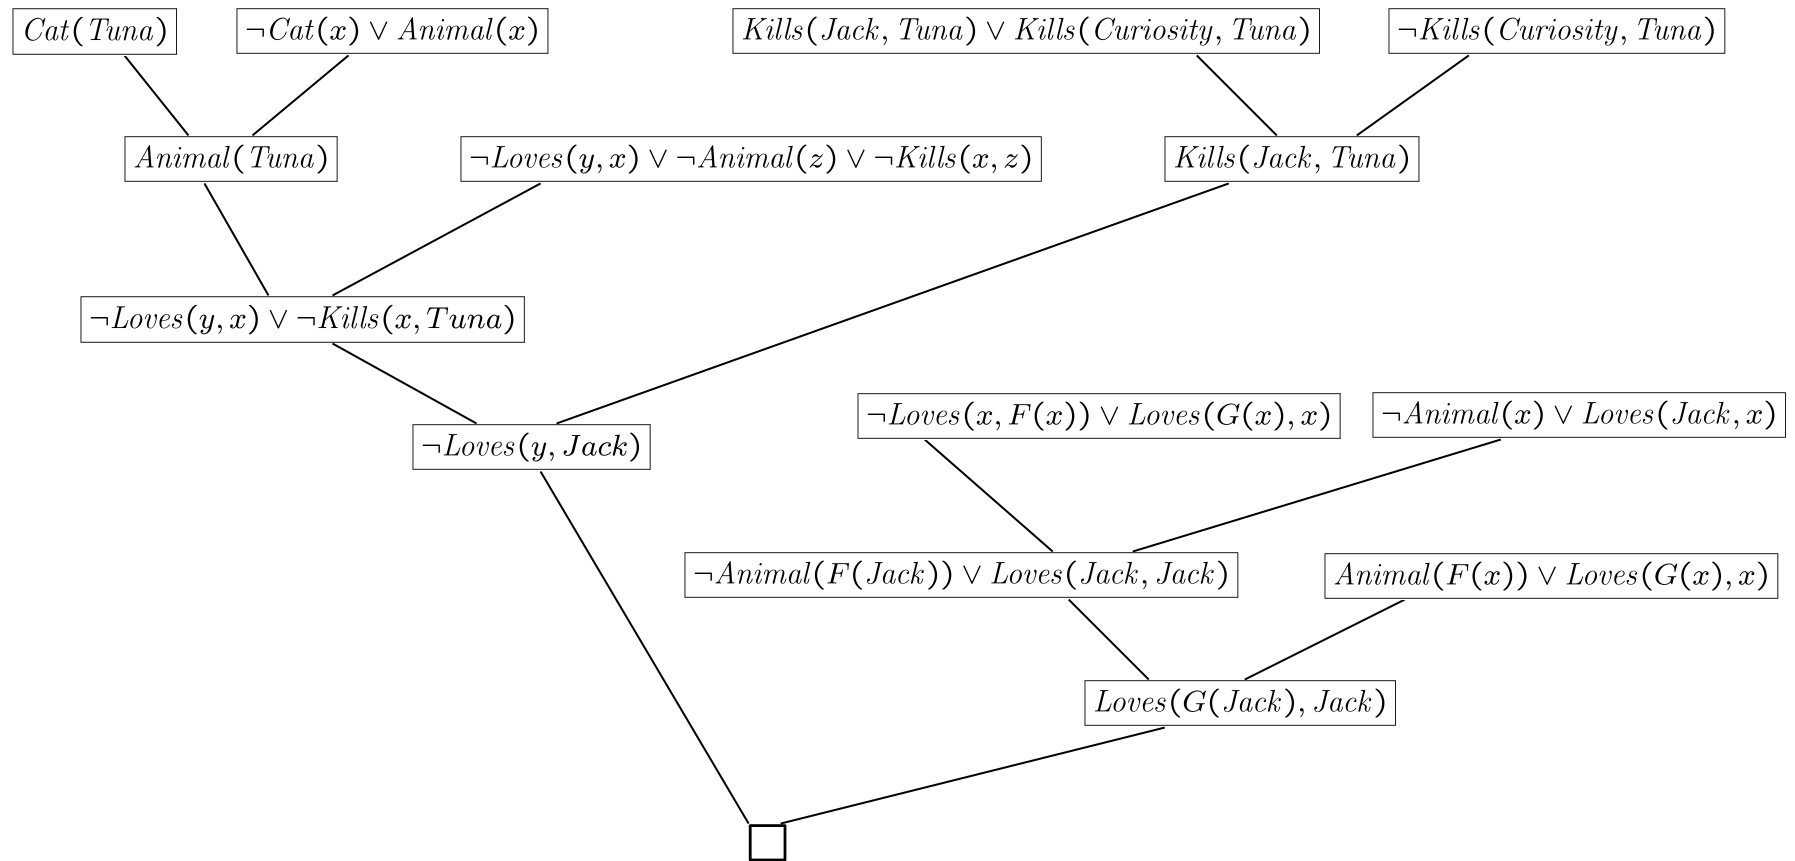 Cat(Tuna)
¬Cat(x) ∨ Animal(x)
Kills(Jack, Tuna) ∨ Kills(Curiosity, Tuna)
¬Kills(Curiosity, Tuna)
Animal(Tuna)
¬Loves(y, x) ∨ ¬Animal(z) ∨ ¬Kills(x, z)
Kills(Jack, Tuna)
¬Loves(y, x) ∨ ¬Kills(x, Tuna)
¬Loves(y, Jack)
¬Loves(x, F(x)) ∨ Loves(G(x), x)
¬Animal(x) ∨ Loves(Jack, x)
¬Animal(F(Jack)) ∨ Loves(Jack, Jack)
Animal(F(x)) ∨ Loves(G(x), x)
Loves(G(Jack), Jack)